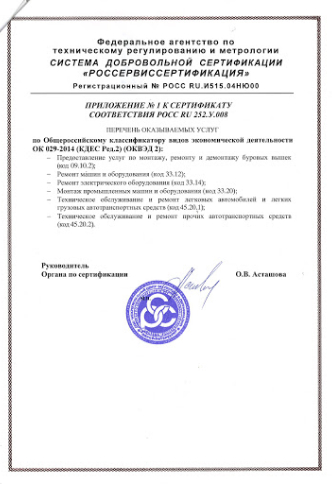 Федеральное агентство по
техническому регулированию и метрологии
СИСТЕМА ДОБРОВОЛЬНОЙ СЕРТИФИКАЦИИ
«РОССЕРВИССЕРТИФИКАЦИЯ»
Регистрационный № РОСС RU.И515.04НЮ00
ПРИЛОЖЕНИЕ № 1 К СЕРТИФИКАТУ
СООТВЕТСТВИЯ РОСС RU 252.У.008
ПЕРЕЧЕНЬ ОКАЗЫВАЕМЫХ УСЛУГ
по Общероссийскому классификатору видов экономической деятельности
ОК 029-2014 (КДЕС Ред.2) (ОКВЭД 2):
– Предоставление услуг по монтажу, ремонту и демонтажу буровых вышек
(код 09.10.2);
– Ремонт машин и оборудования (код 33.12);
– Ремонт электрического оборудования (код 33.14);
– Монтаж промышленных машин и оборудования (код 33.20);
– Техническое обслуживание и ремонт легковых автомобилей и легких
грузовых автотранспортных средств (код 45.20.1);
– Техническое обслуживание и ремонт прочих автотранспортных средств
(код 45.20.2).
Руководитель
Органа по сертификации О.В. Асташова